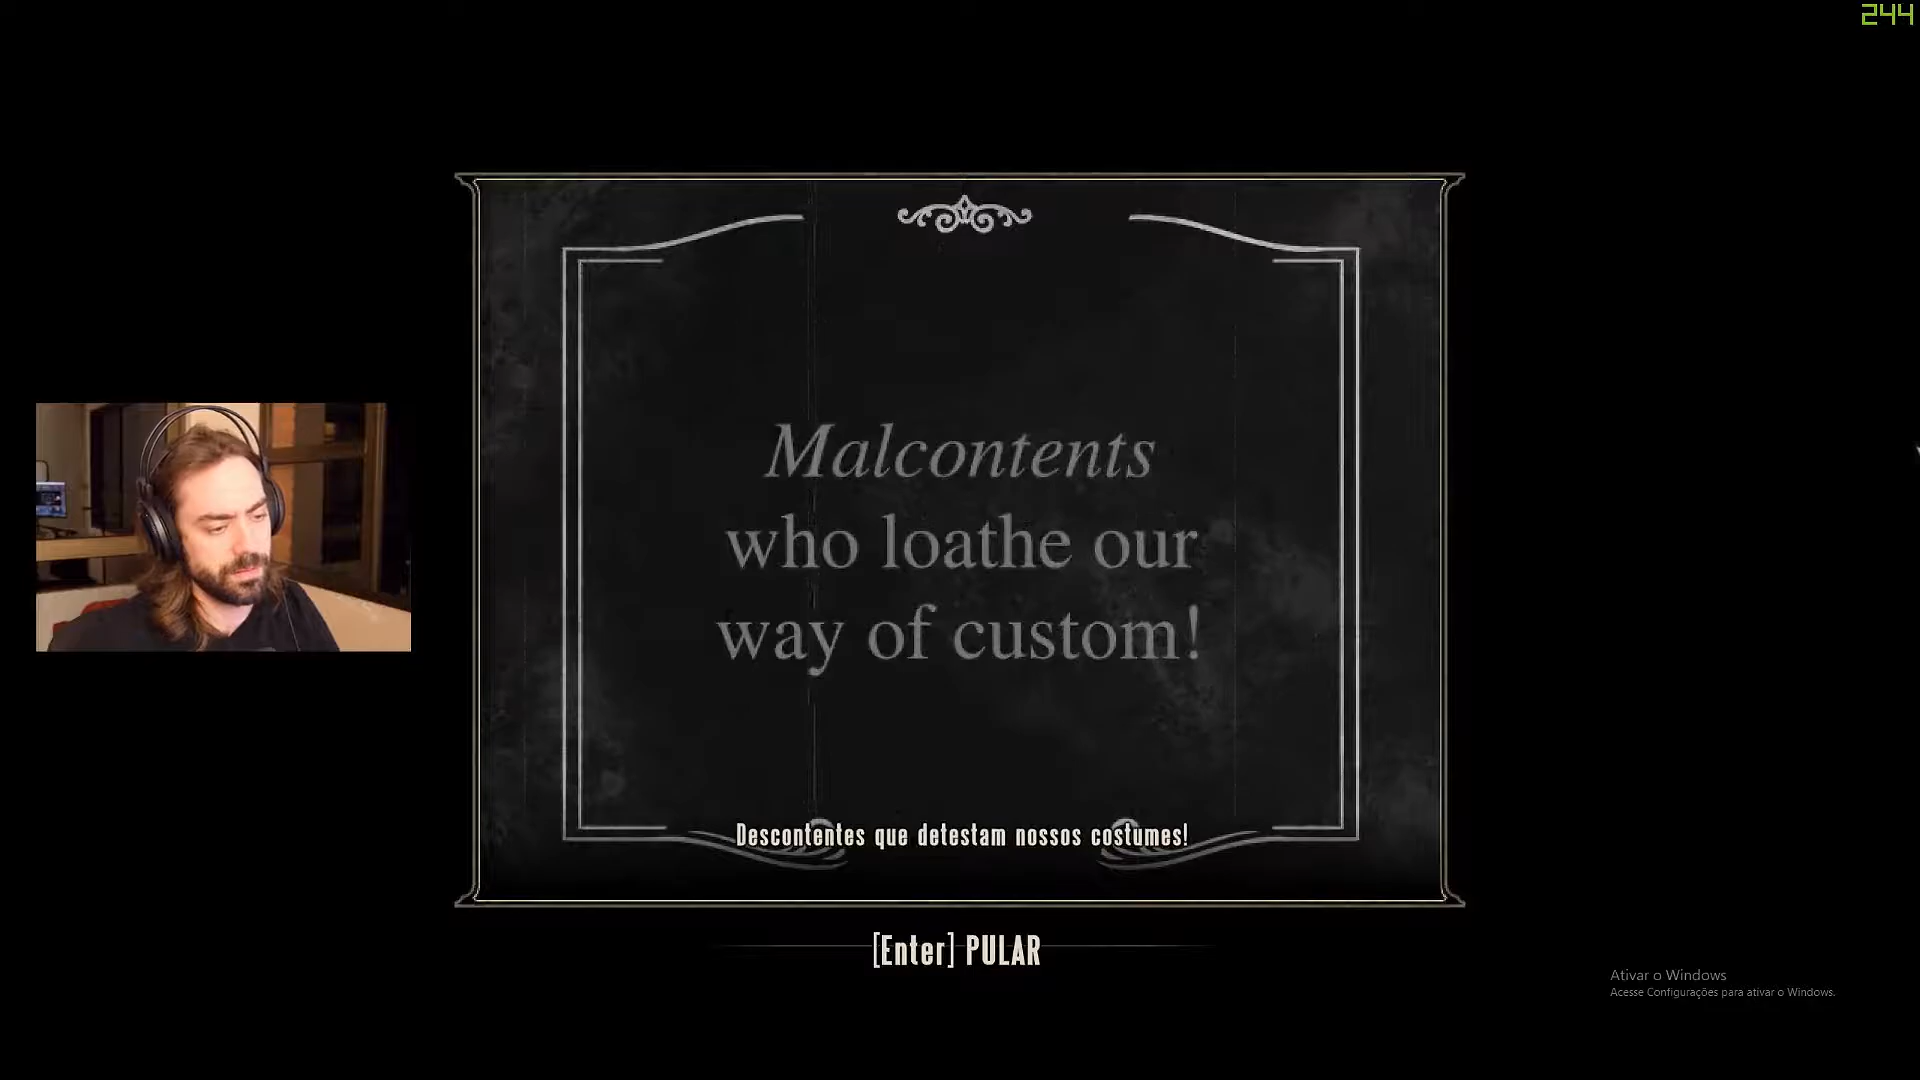 244
Malcontents
who loathe our
way of custom!
Descontentes que detestam nossos costumes!
[Enter] PULAR
Ativar o Windows
Acesse Configurações para ativar o Windows.